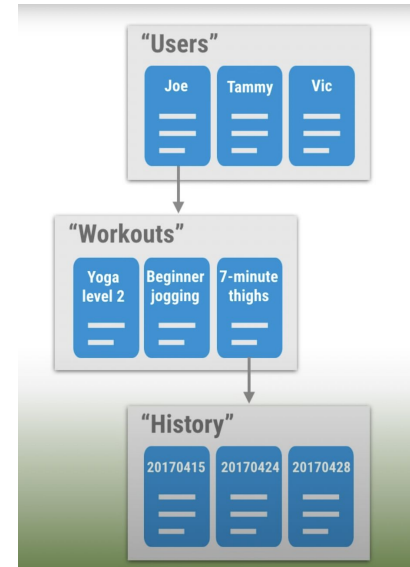 “Users”
Joe
Tammy
Vic
“Workouts”
Yoga
level 2
Beginner
jogging
7-minute
thighs
“History”
20170415
20170424
20170428